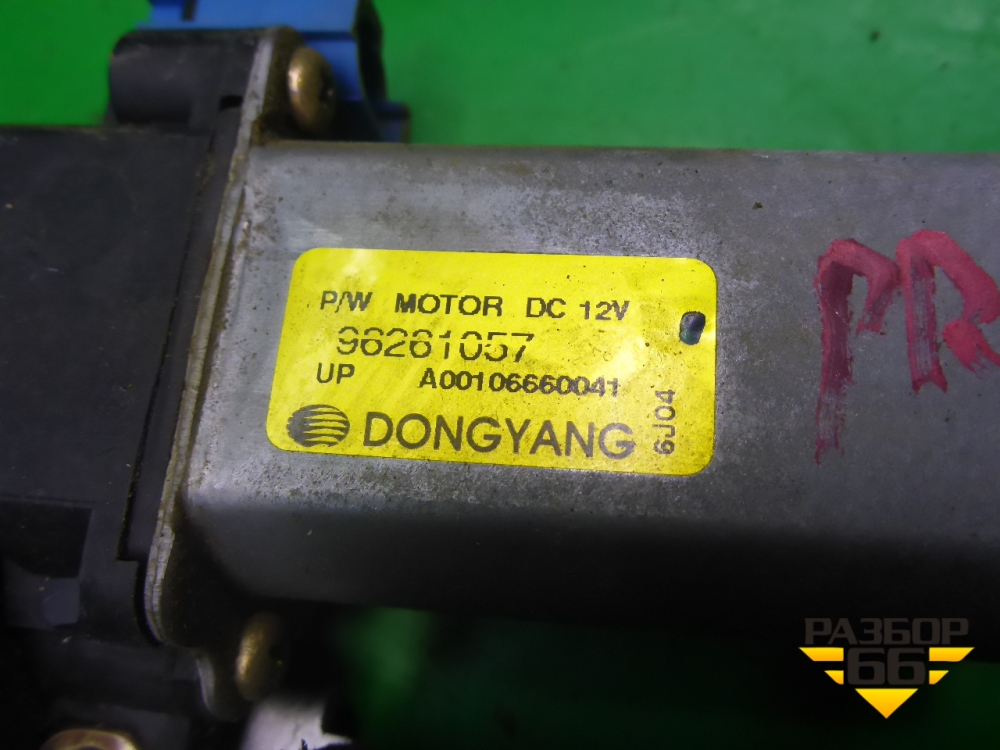 P/W MOTOR DC 12V
96261057
UP A00106660041
DONGYANG
6J04
PR
РАЗБОР
66